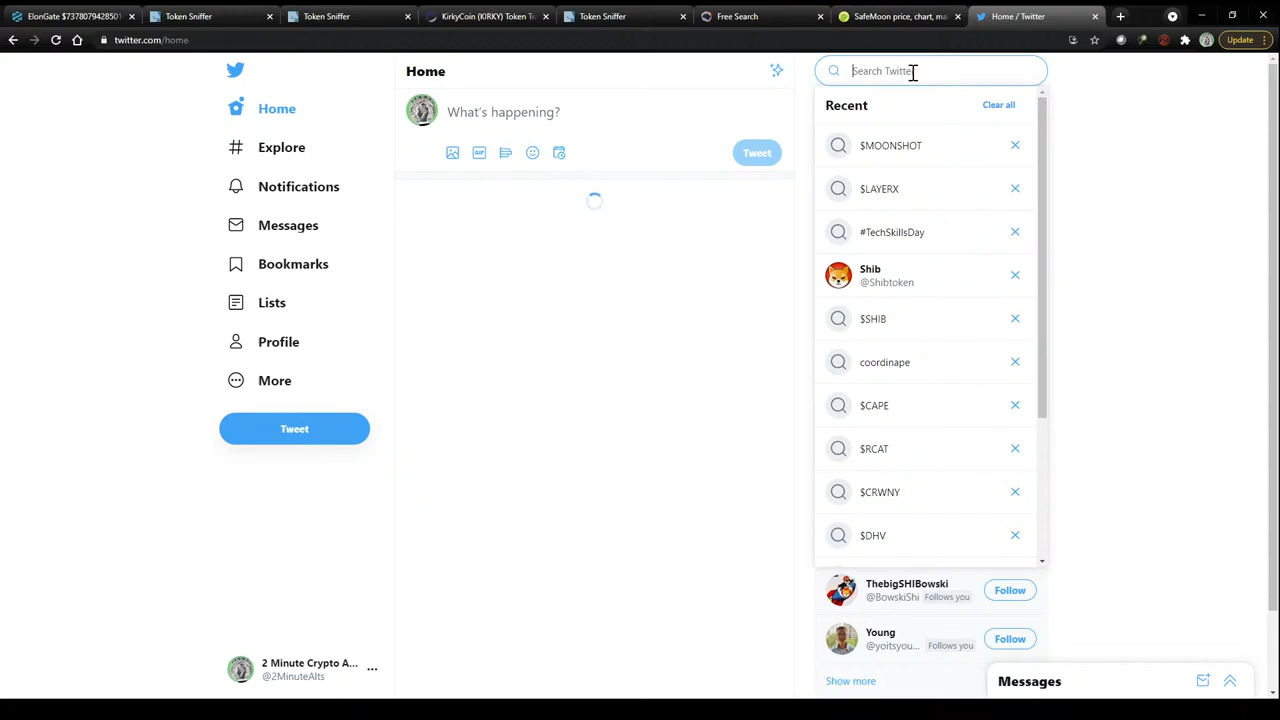 ElonGate $7378079428501
Token Sniffer
Token Sniffer
KirkyCoin (KIRKY) Token Tr
Token Sniffer
Free Search
SafeMoon price, chart, ma
Home / Twitter
twitter.com/home
Update
Home
Explore
Notifications
Messages
Bookmarks
Lists
Profile
More
Tweet
2 Minute Crypto A...
@2MinuteAlts
Home
What's happening?
GIF
Tweet
Search Twitter
Recent
Clear all
$MOONSHOT
$LAYERX
#TechSkillsDay
Shib
@Shibtoken
$SHIB
coordinape
$CAPE
$RCAT
$CRWNY
$DHV
ThebigSHIBowski
@BowskiShi Follows you
Follow
Young
@yoitsyou... Follows you
Follow
Show more
Messages